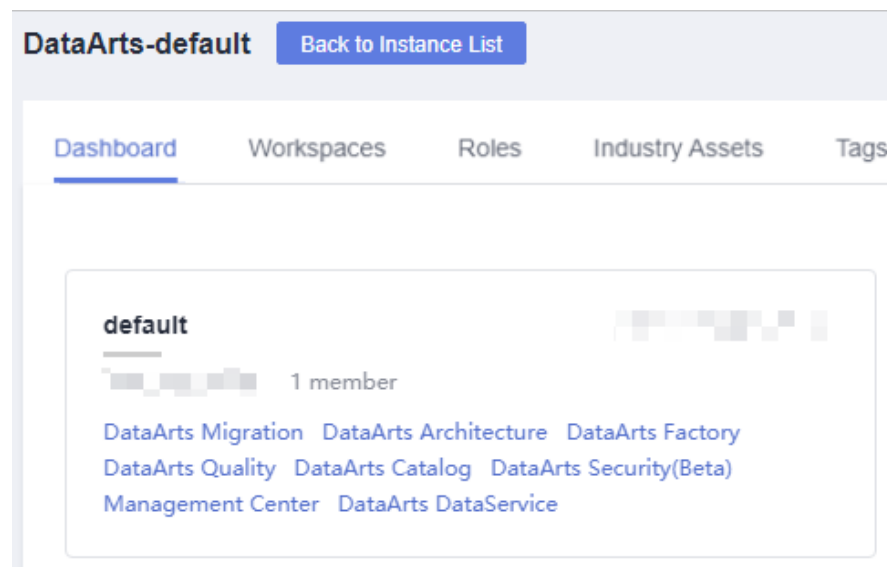 DataArts-default Back to Instance List
Dashboard Workspaces Roles Industry Assets Tags
default
1 member
DataArts Migration DataArts Architecture DataArts Factory
DataArts Quality DataArts Catalog DataArts Security(Beta)
Management Center DataArts DataService